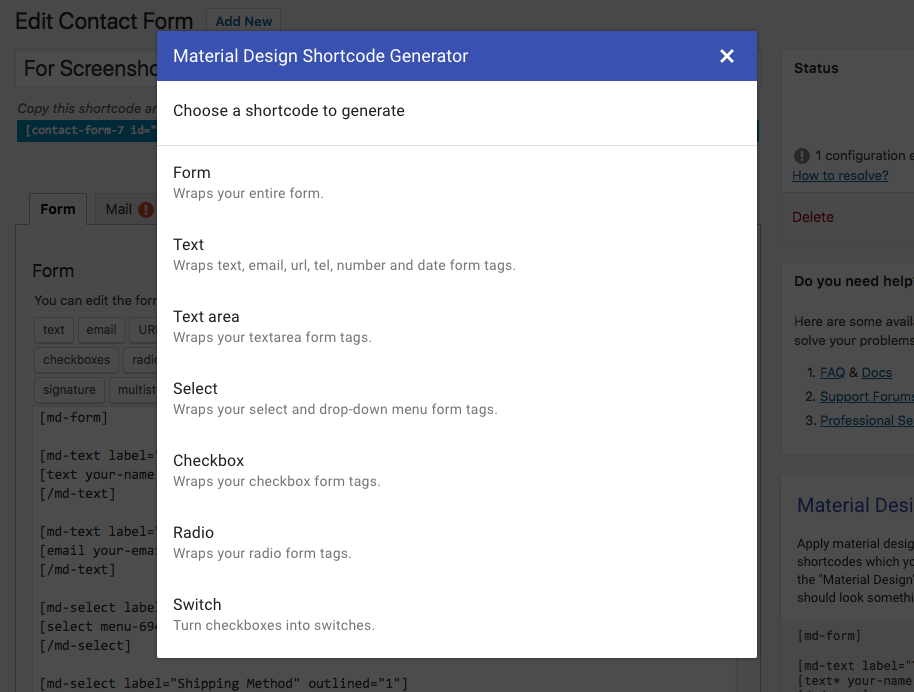 Edit Contact Form
Add New
For Screensho
Copy this shortcode
[contact-form-7 id="
Form
Mail
Form
You can edit the
text
email
checkboxes
signature
[md-form]
[md-text label=
[text your-name
[/md-text]
[md-text label=
[email your-emai
[/md-text]
[md-select label
[select menu-694
[/md-select]
[md-select label="Shipping Method" outlined="1"]
Material Design Shortcode Generator
Choose a shortcode to generate
Form
Wraps your entire form.
Text
Wraps text, email, url, tel, number and date form tags.
Text area
Wraps your textarea form tags.
Select
Wraps your select and drop-down menu form tags.
Checkbox
Wraps your checkbox form tags.
Radio
Wraps your radio form tags.
Switch
Turn checkboxes into switches.
Status
1 configuration
How to resolve?
Delete
Do you need help
Here are some avail
solve your problems
1. FAQ & Docs
2. Support Forums
3. Professional Se
Material Desi
Apply material desig
shortcodes which yo
the "Material Design"
should look somethi
[md-form]
[md-text label="
[text* your-name